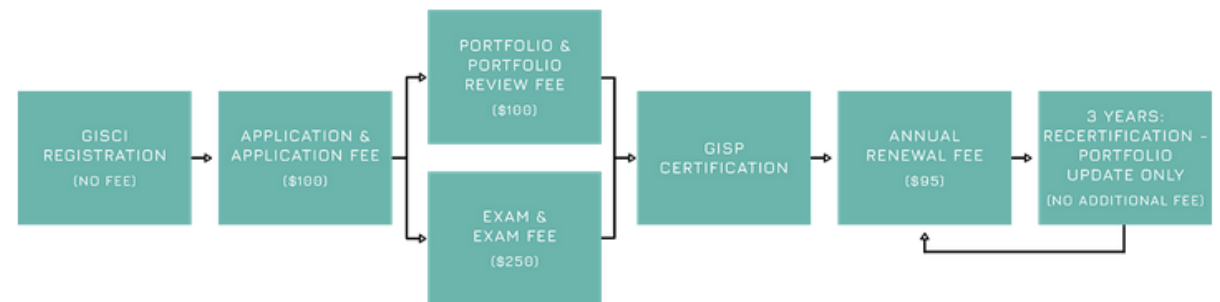 GISCI
REGISTRATION
(NO FEE)
APPLICATION &
APPLICATION FEE
($100)
PORTFOLIO &
PORTFOLIO
REVIEW FEE
($100)
EXAM &
EXAM FEE
($250)
GISP
CERTIFICATION
ANNUAL
RENEWAL FEE
($95)
3 YEARS:
RECERTIFICATION -
PORTFOLIO
UPDATE ONLY
(NO ADDITIONAL FEE)